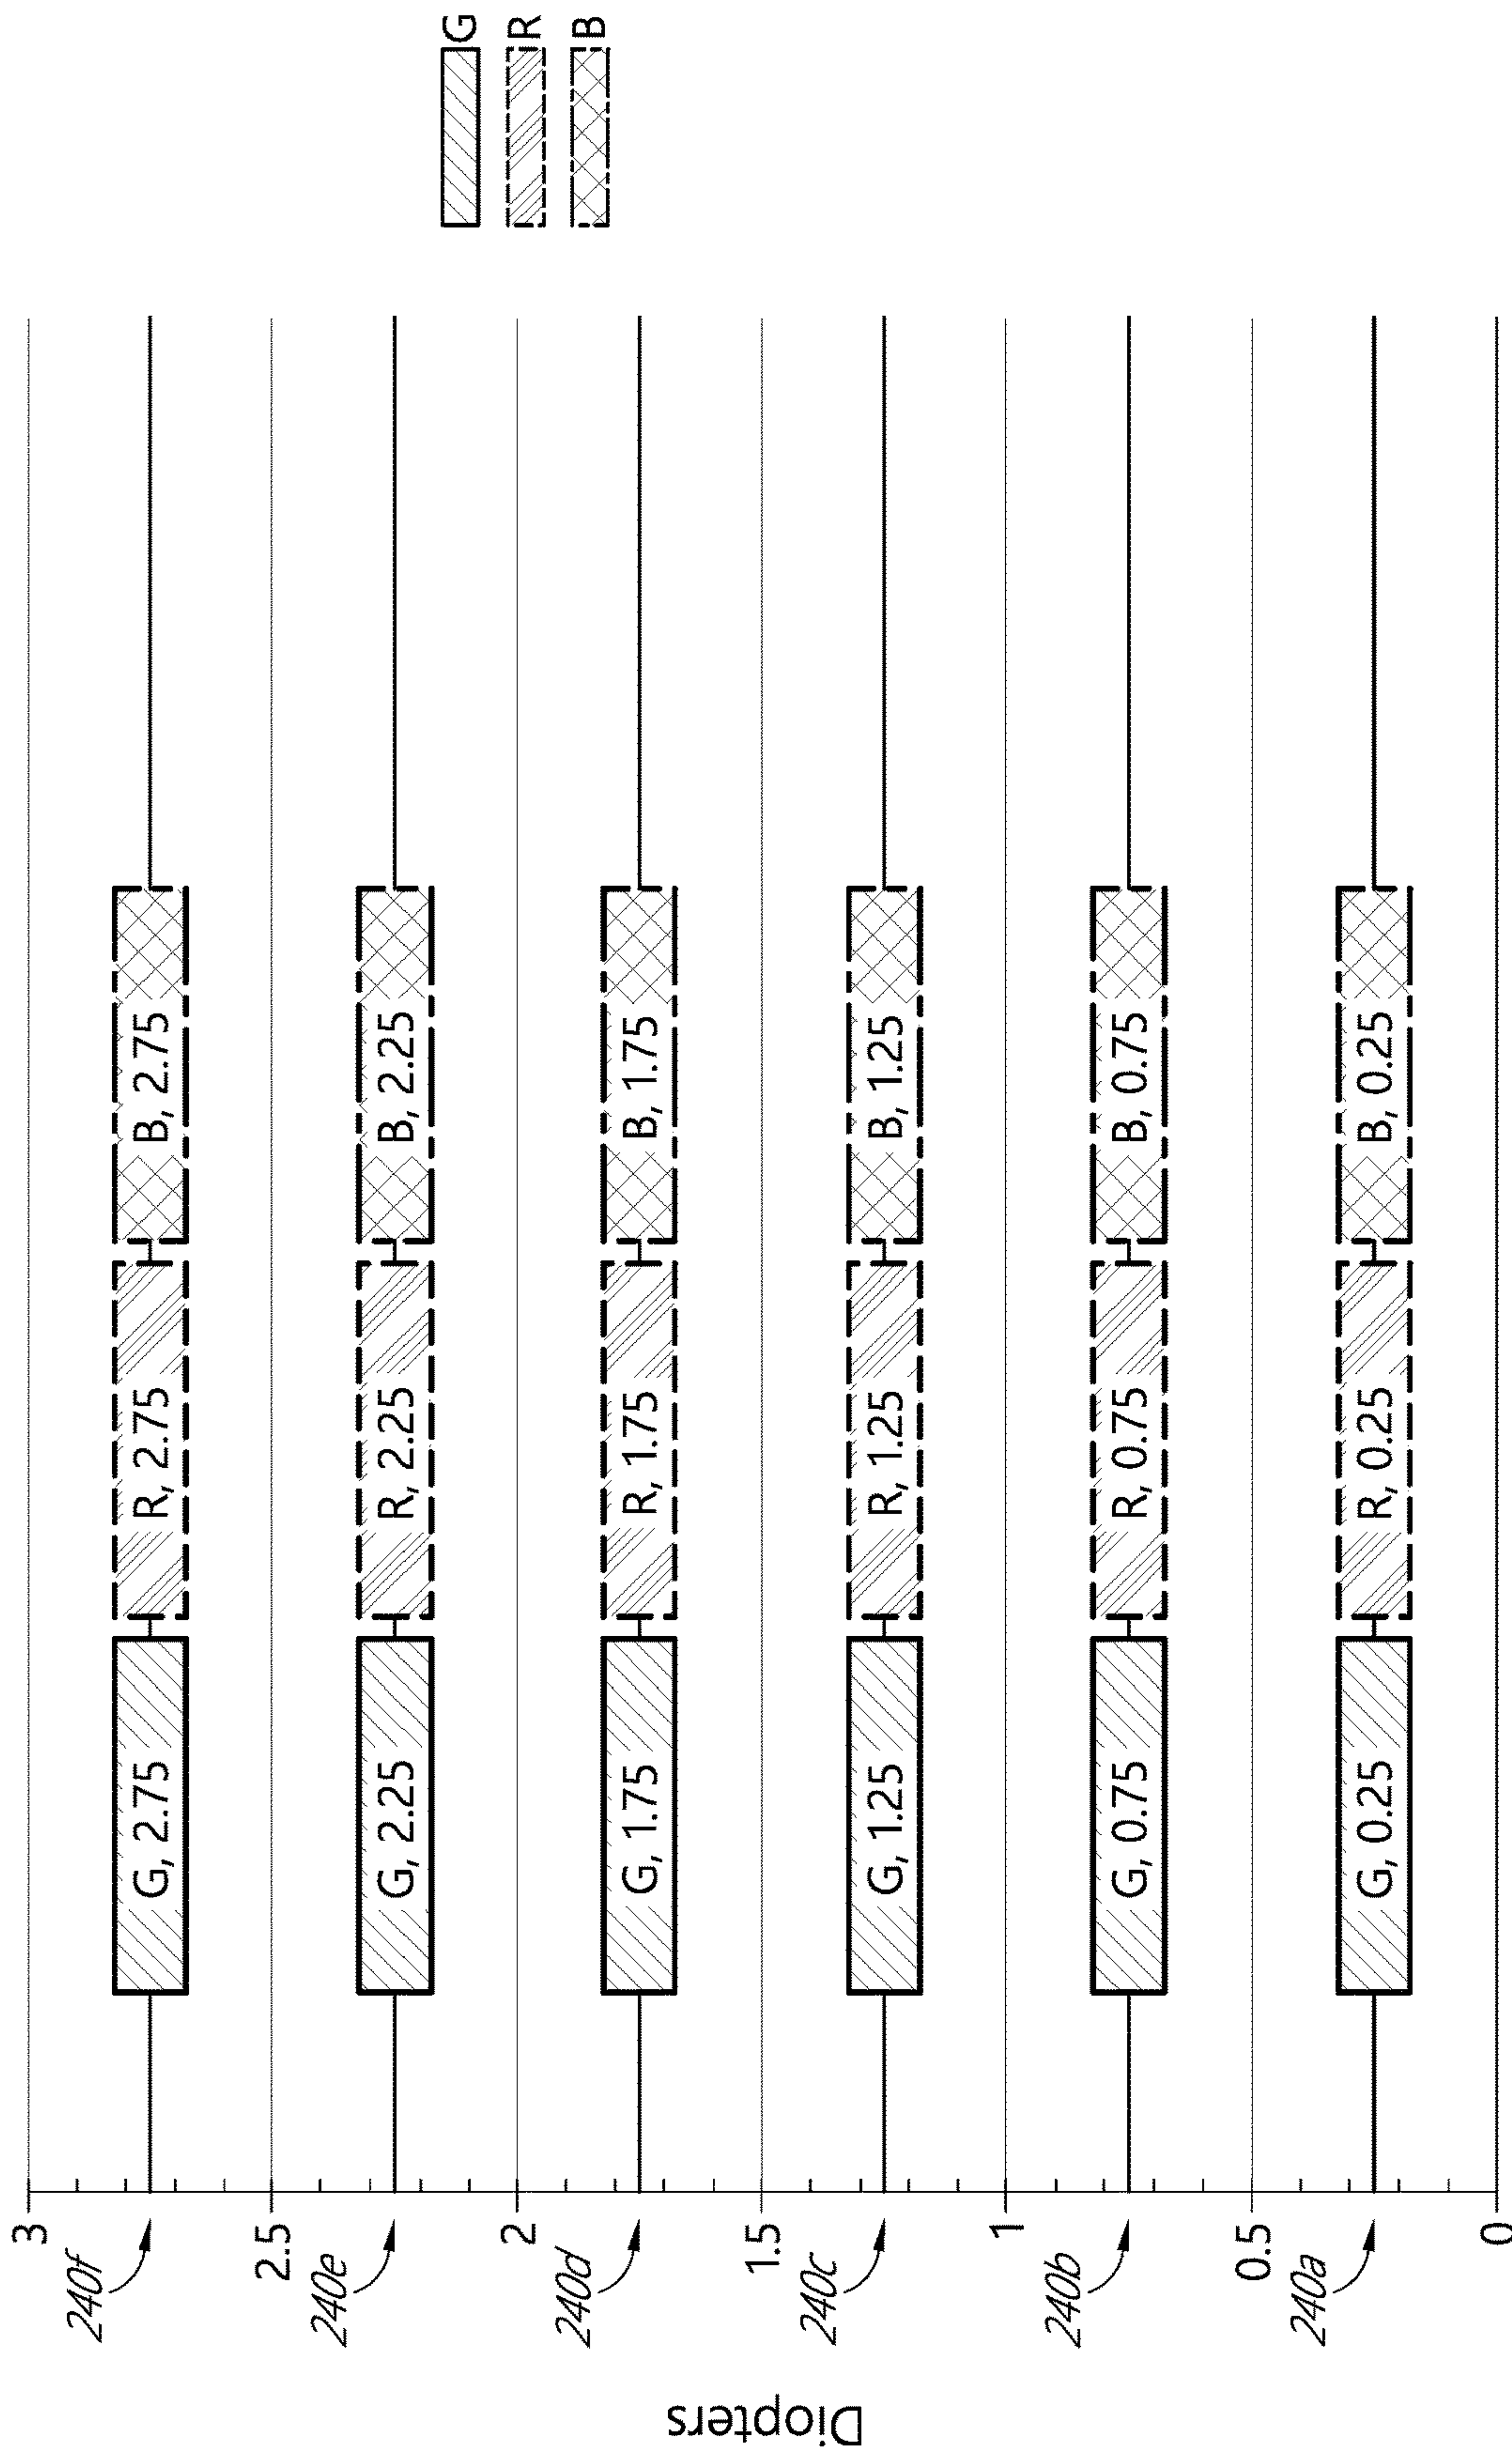 Diopters
3
240f
G, 2.75
R, 2.75
B, 2.75
2.5
240e
G, 2.25
R, 2.25
B, 2.25
2
240d
G, 1.75
R, 1.75
B, 1.75
1.5
240c
G, 1.25
R, 1.25
B, 1.25
1
240b
G, 0.75
R, 0.75
B, 0.75
0.5
240a
G, 0.25
R, 0.25
B, 0.25
0
G
R
B